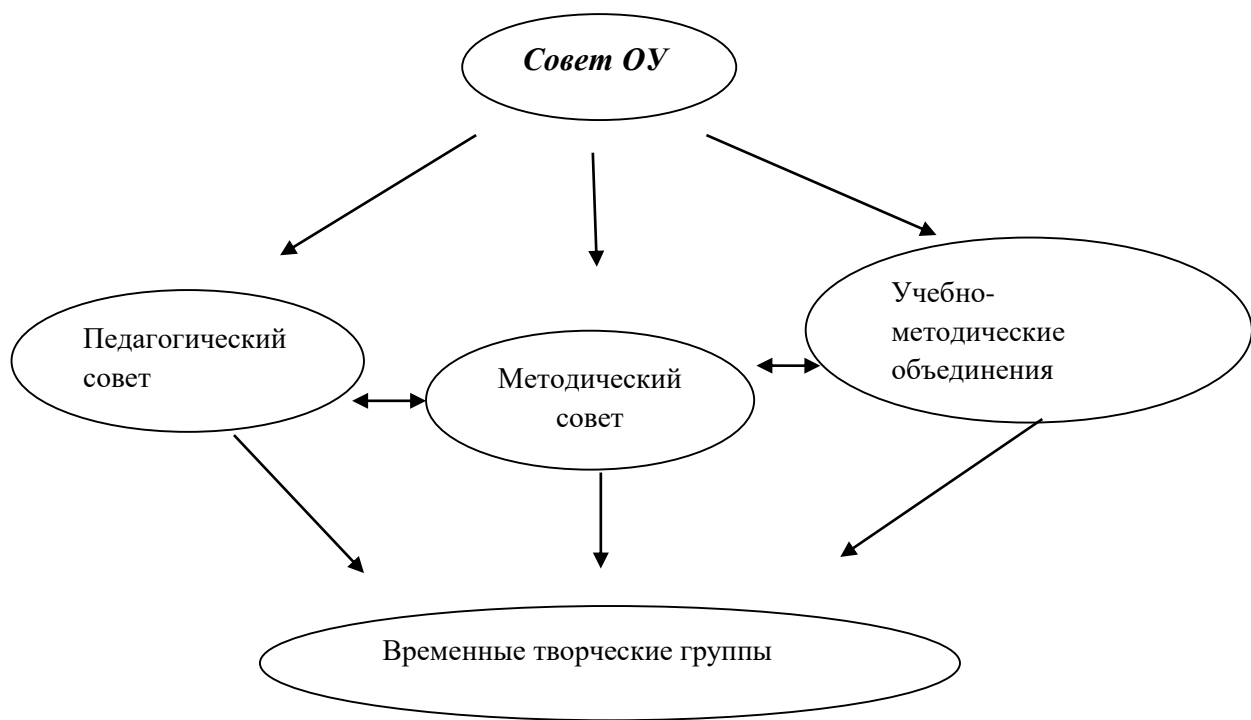 Совет ОУ
Педагогический
совет
Методический
совет
Учебно-
методические
объединения
Временные творческие группы